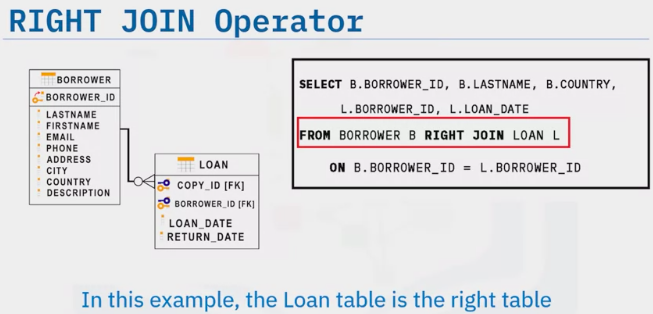 RIGHT JOIN Operator
BORROWER
BORROWER_ID
LASTNAME
FIRSTNAME
EMAIL
PHONE
ADDRESS
CITY
COUNTRY
DESCRIPTION
LOAN
COPY_ID [FK]
BORROWER_ID [FK]
LOAN_DATE
RETURN_DATE
SELECT B.BORROWER_ID, B.LASTNAME, B.COUNTRY,
L.BORROWER_ID, L.LOAN_DATE
FROM BORROWER B RIGHT JOIN LOAN L
ON B.BORROWER_ID = L.BORROWER_ID
In this example, the Loan table is the right table